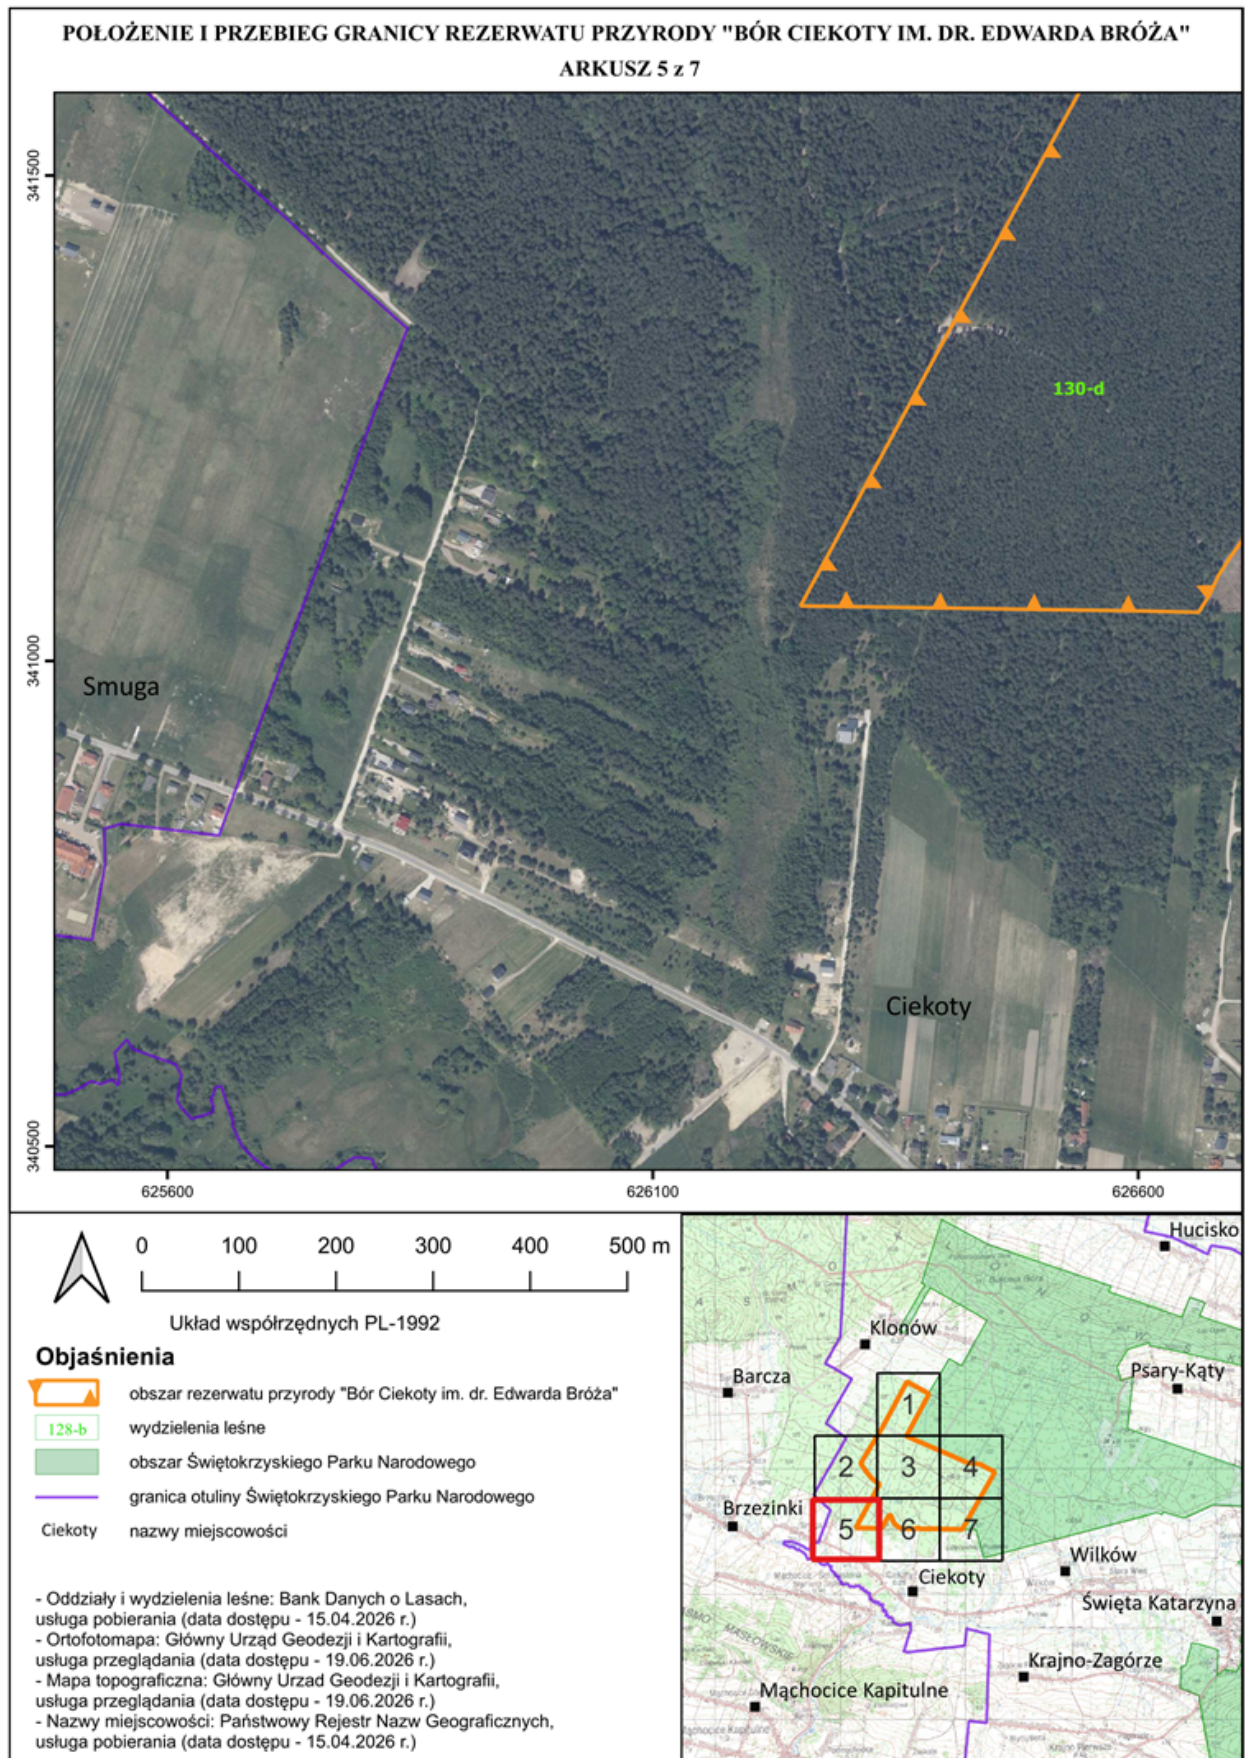 POŁOŻENIE I PRZEBIEG GRANICY REZERWATU PRZYRODY "BÓR CIEKOTY IM. DR. EDWARDA BRÓŻA"
ARKUSZ 5 z 7
341500
130-d
341000
Smuga
Ciekoty
340500
625600
626100
626600
0 100 200 300 400 500 m
Układ współrzędnych PL-1992
Objaśnienia
obszar rezerwatu przyrody "Bór Ciekoty im. dr. Edwarda Bróża"
128-b wydzielenia leśne
obszar Świętokrzyskiego Parku Narodowego
granica otuliny Świętokrzyskiego Parku Narodowego
Ciekoty nazwy miejscowości
- Oddziały i wydzielenia leśne: Bank Danych o Lasach,
usługa pobierania (data dostępu - 15.04.2026 r.)
- Ortofotomapa: Główny Urząd Geodezji i Kartografii,
usługa przeglądania (data dostępu - 19.06.2026 r.)
- Mapa topograficzna: Główny Urzad Geodezji i Kartografii,
usługa przeglądania (data dostępu - 19.06.2026 r.)
- Nazwy miejscowości: Państwowy Rejestr Nazw Geograficznych,
usługa pobierania (data dostępu - 15.04.2026 r.)
Hucisko
Klonów
Barcza
Psary-Kąty
1
2 3 4
Brzezinki
5 6 7
Wilków
Ciekoty
Święta Katarzyna
Krajno-Zagórze
Mąchocice Kapitulne